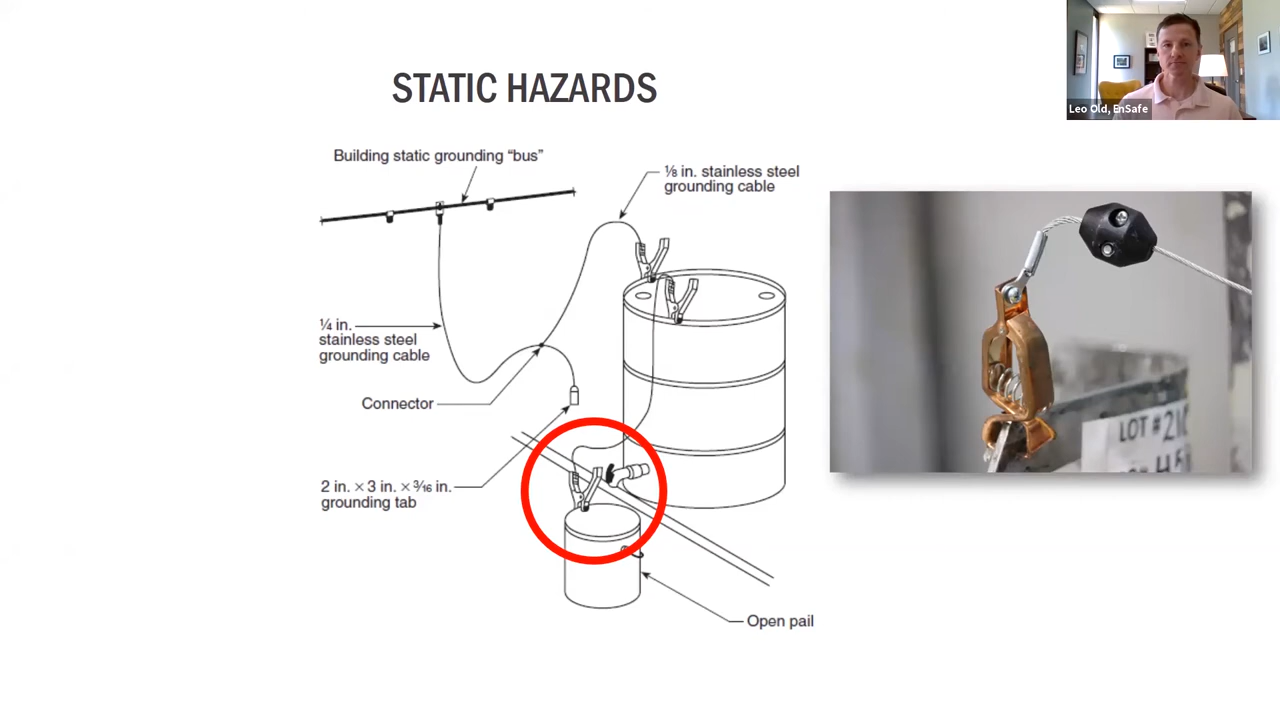 STATIC HAZARDS
Leo Old, EnSafe
Building static grounding “bus”
⅛ in. stainless steel
grounding cable
¼ in.
stainless steel
grounding cable
Connector
2 in. × 3 in. × 3⁄16 in.
grounding tab
Open pail
LOT #210